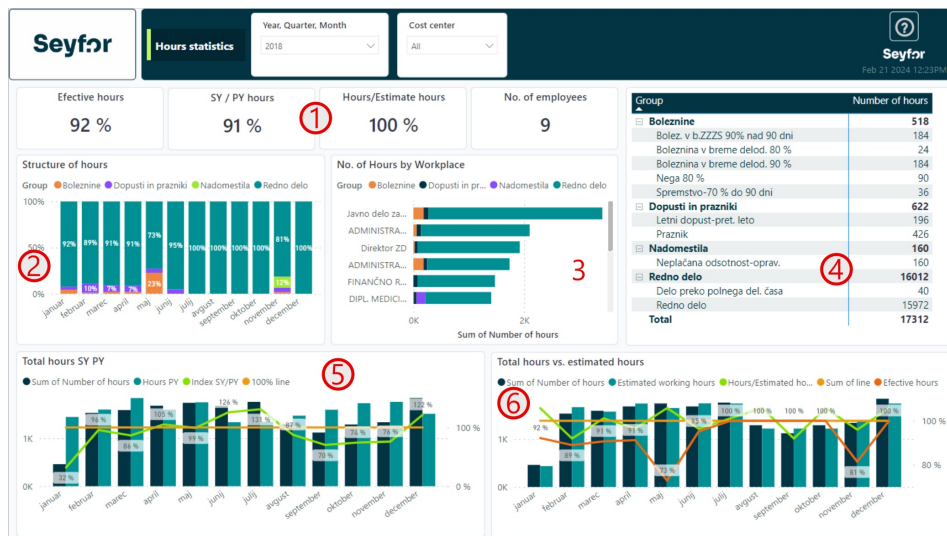 Seyfor
Hours statistics
Year, Quarter, Month
2018
Cost center
All
?
Seyfor
Feb 21 2024 12:23PM
Efective hours
92 %
SY / PY hours
91 %
1
Hours/Estimate hours
100 %
No. of employees
9
Structure of hours
Group Boleznine Dopusti in prazniki Nadomestila Redno delo
100%
50%
0%
92% 89% 91% 91% 73% 95% 100% 100% 100% 100% 81% 100%
10% 7% 7% 23% 12%
2
januar februar marec april maj junij julij avgust september oktober november december
No. of Hours by Workplace
Group Boleznine Dopusti in pr... Nadomestila Redno delo
Javno delo za...
ADMINISTRA...
Direktor ZD
ADMINISTRA...
FINANČNO R...
DIPL. MEDICI...
3
0K 2K
Sum of Number of hours
Group Number of hours
Boleznine 518
Bolez. v b.ZZZS 90% nad 90 dni 184
Boleznina v breme delod. 80 % 24
Boleznina v breme delod. 90 % 184
Nega 80 % 90
Spremstvo-70 % do 90 dni 36
Dopusti in prazniki 622
Letni dopust-pret. leto 196
Praznik 426
Nadomestila 160
Neplačana odsotnost-oprav. 160
4
Redno delo 16012
Delo preko polnega del. časa 40
Redno delo 15972
Total 17312
Total hours SY PY
5
Sum of Number of hours Hours PY Index SY/PY 100% line
1K
0K
32 % 96 % 86 % 105 % 99 % 126 % 131 % 87 % 70 % 74 % 76 % 122 %
100 %
0 %
januar februar marec april maj junij julij avgust september oktober november december
Total hours vs. estimated hours
Sum of Number of hours Estimated working hours Hours/Estimated ho... Sum of line Efective hours
6
1K
0K
92 % 89 % 91 % 91 % 73 % 95 % 100 % 100 % 100 % 100 % 81 % 100 %
100 %
80 %
januar februar marec april maj junij julij avgust september oktober november december